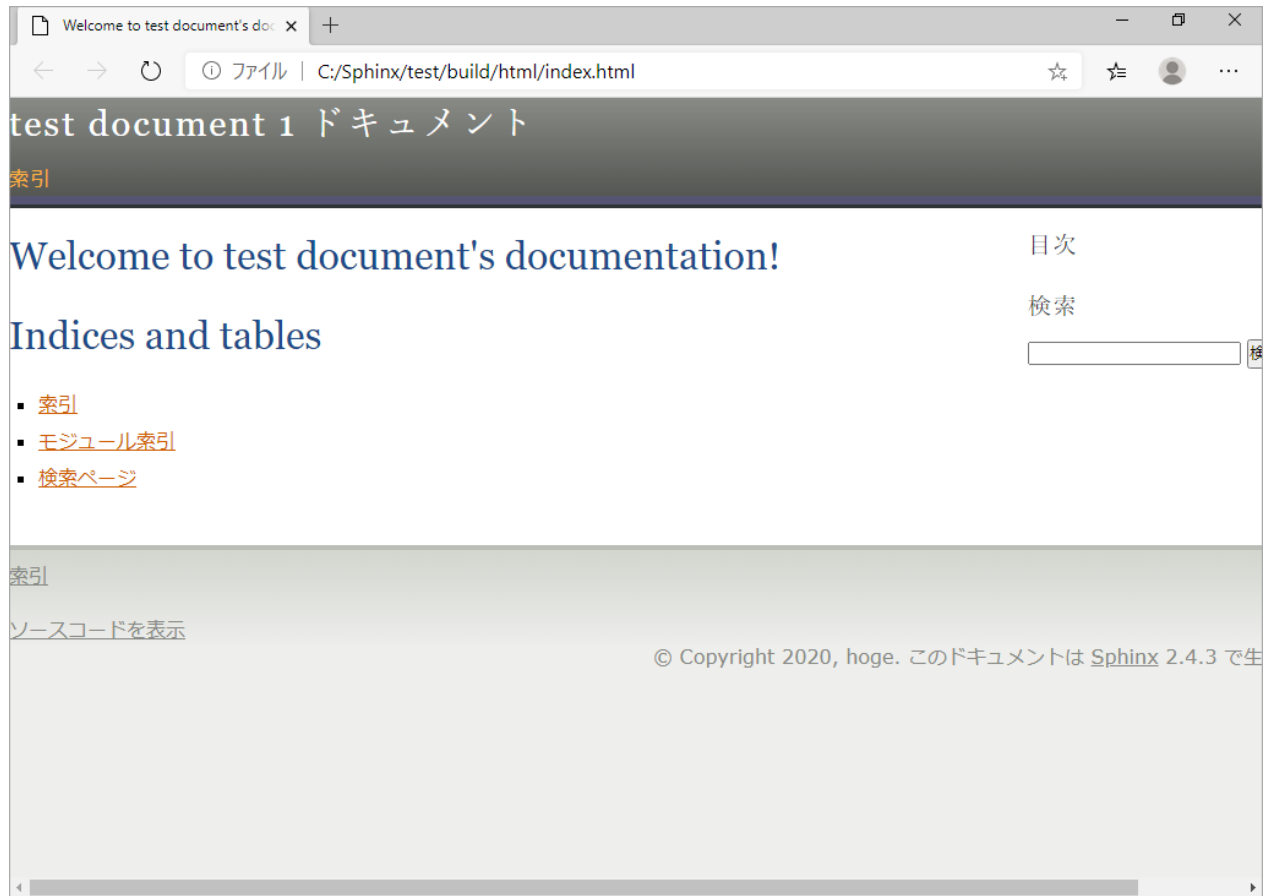 Welcome to test document's doc
ファイル | C:/Sphinx/test/build/html/index.html
test document 1 ドキュメント
索引
Welcome to test document's documentation!
Indices and tables
索引
モジュール索引
検索ページ
目次
検索
検
索引
ソースコードを表示
© Copyright 2020, hoge. このドキュメントは Sphinx 2.4.3 で生